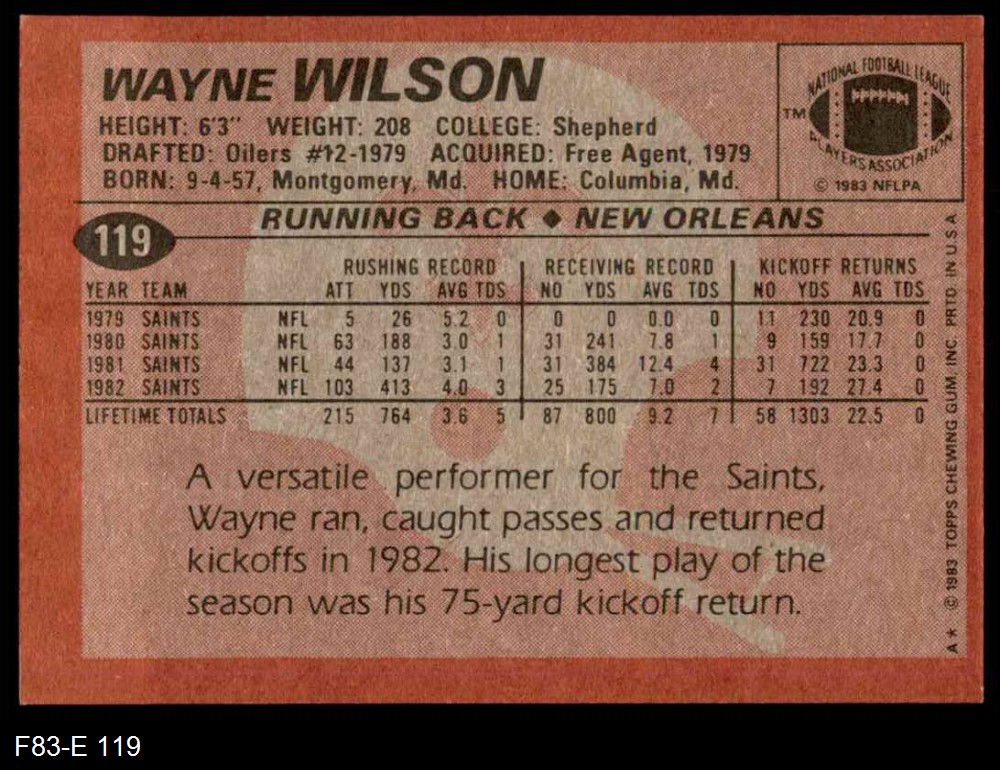 WAYNE WILSON
HEIGHT: 6'3" WEIGHT: 208 COLLEGE: Shepherd
DRAFTED: Oilers #12-1979 ACQUIRED: Free Agent, 1979
BORN: 9-4-57, Montgomery, Md. HOME: Columbia, Md.
NATIONAL FOOTBALL LEAGUE
TM
PLAYERS ASSOCIATION
© 1983 NFLPA
119
RUNNING BACK ◆ NEW ORLEANS
RUSHING RECORD RECEIVING RECORD KICKOFF RETURNS
YEAR TEAM ATT YDS AVG TDS NO YDS AVG TDS NO YDS AVG TDS
1979 SAINTS NFL 5 26 5.2 0 0 0 0.0 0 11 230 20.9 0
1980 SAINTS NFL 63 188 3.0 1 31 241 7.8 1 9 159 17.7 0
1981 SAINTS NFL 44 137 3.1 1 31 384 12.4 4 31 722 23.3 0
1982 SAINTS NFL 103 413 4.0 3 25 175 7.0 2 7 192 27.4 0
LIFETIME TOTALS 215 764 3.6 5 87 800 9.2 7 58 1303 22.5 0
A versatile performer for the Saints,
Wayne ran, caught passes and returned
kickoffs in 1982. His longest play of the
season was his 75-yard kickoff return.
A* © 1983 TOPPS CHEWING GUM, INC. PRTD. IN U.S.A.
F83-E 119